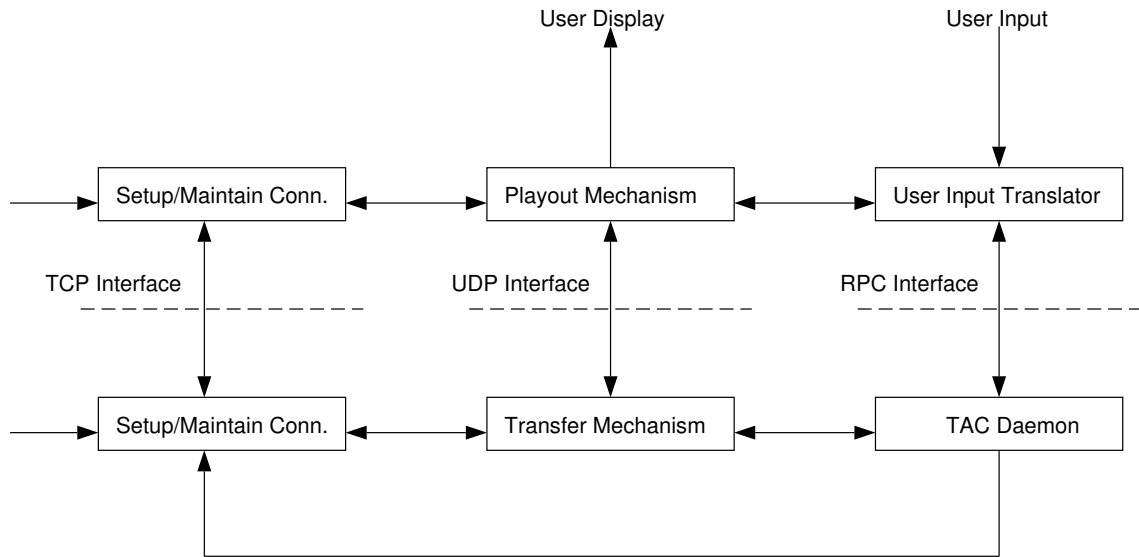 User Display
User Input
Setup/Maintain Conn.
Playout Mechanism
User Input Translator
TCP Interface
UDP Interface
RPC Interface
Setup/Maintain Conn.
Transfer Mechanism
TAC Daemon